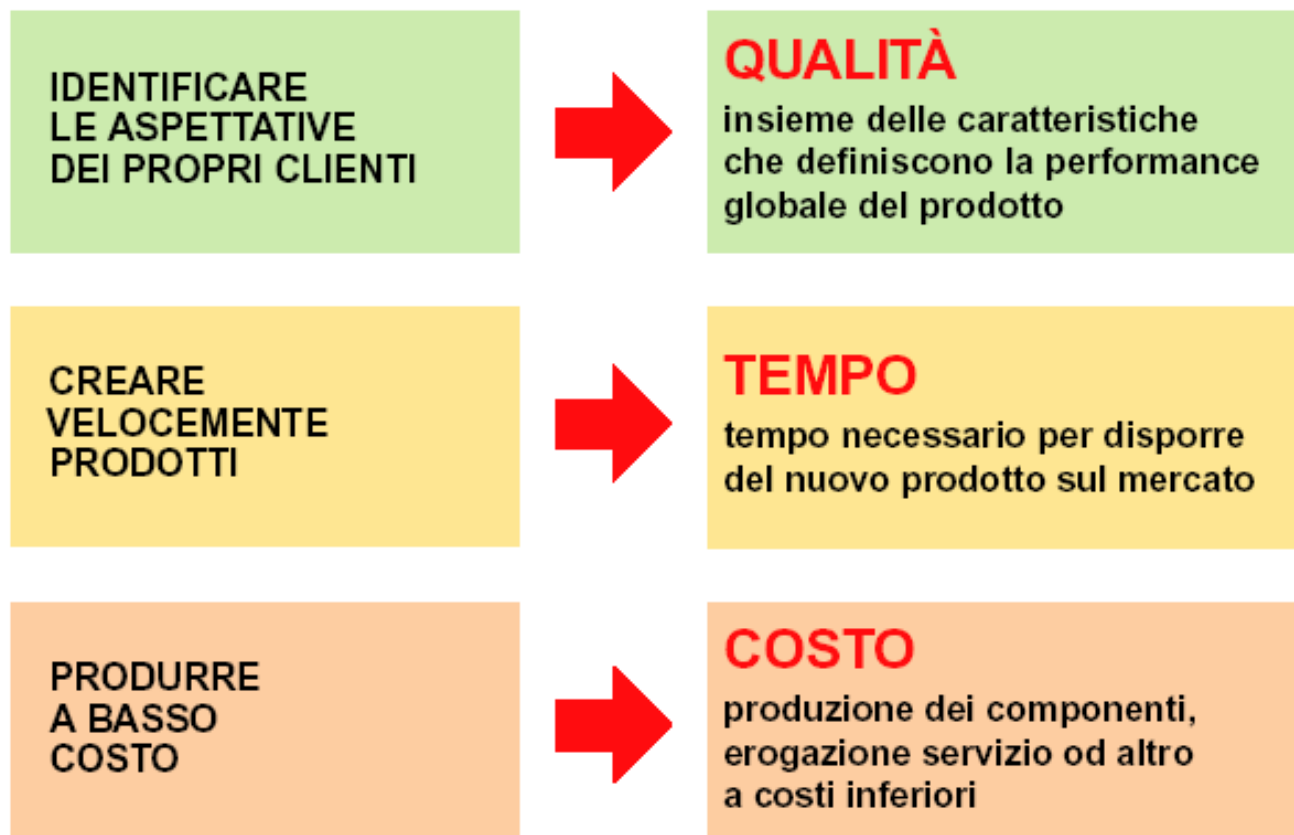 IDENTIFICARE
LE ASPETTATIVE
DEI PROPRI CLIENTI
QUALITÀ
insieme delle caratteristiche
che definiscono la performance
globale del prodotto
CREARE
VELOCEMENTE
PRODOTTI
TEMPO
tempo necessario per disporre
del nuovo prodotto sul mercato
PRODURRE
A BASSO
COSTO
COSTO
produzione dei componenti,
erogazione servizio od altro
a costi inferiori